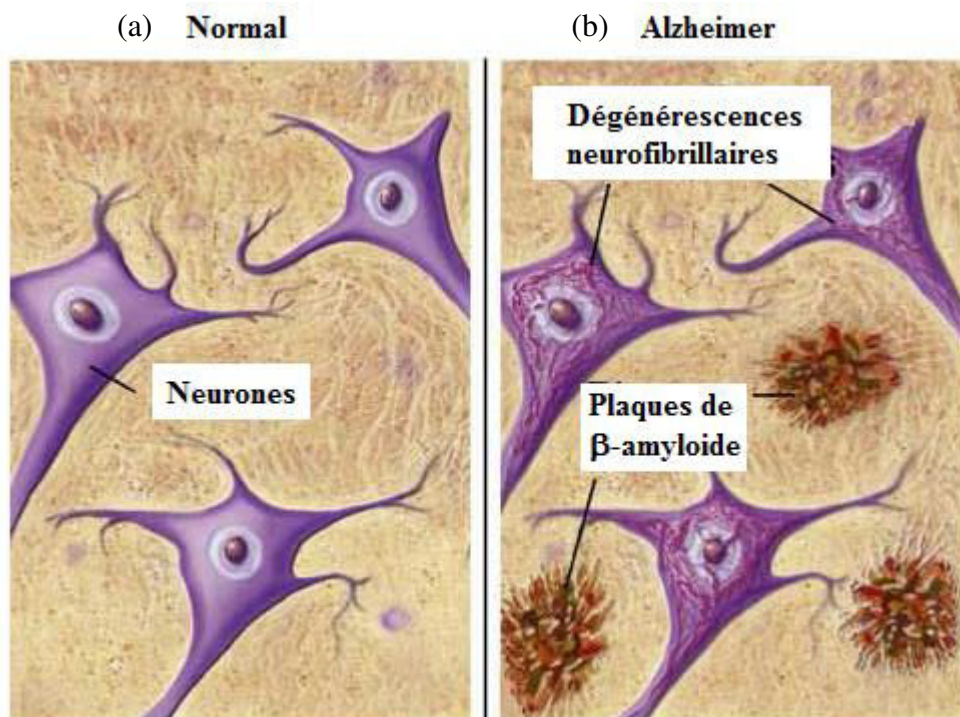 (a) Normal
(b) Alzheimer
Dégénérescences
neurofibrillaires
Neurones
Plaques de
β-amyloide